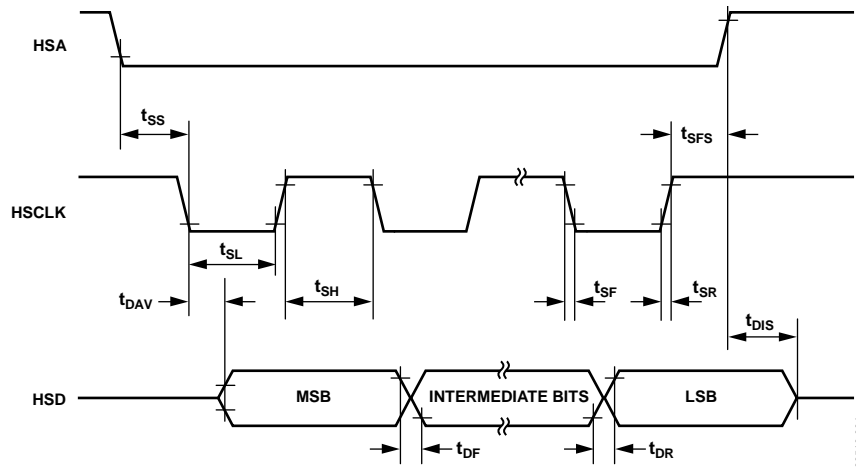 HSA
tSS
tSFS
HSCLK
tSL
tSH
tSF
tSR
tDAV
tDIS
HSD
MSB
INTERMEDIATE BITS
LSB
tDF
tDR